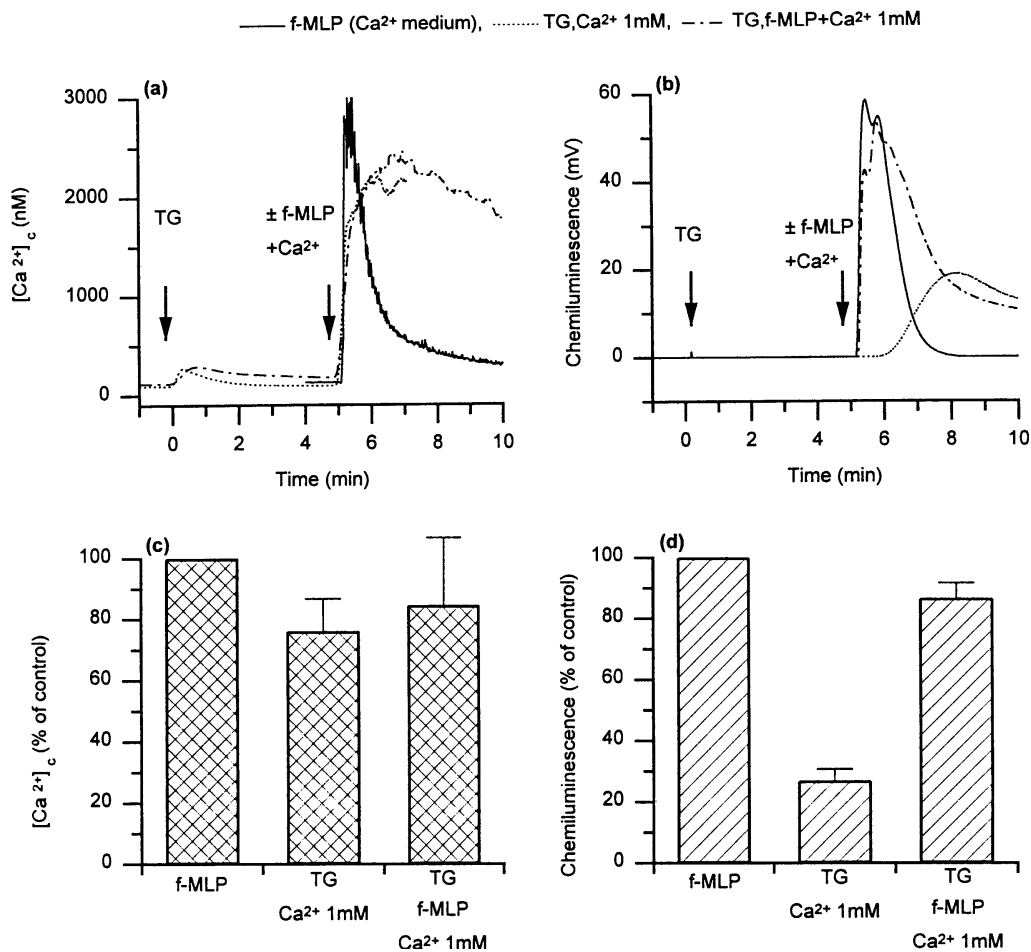 f-MLP (Ca²⁺ medium), TG,Ca²⁺ 1mM, TG,f-MLP+Ca²⁺ 1mM
(a)
3000
2000
1000
0
[Ca ²⁺]c (nM)
TG
± f-MLP
+Ca²⁺
0 2 4 6 8 10
Time (min)
(b)
60
40
20
0
Chemiluminescence (mV)
TG
± f-MLP
+Ca²⁺
0 2 4 6 8 10
Time (min)
(c)
100
80
60
40
20
0
[Ca ²⁺]c (% of control)
f-MLP TG TG
Ca²⁺ 1mM f-MLP
Ca²⁺ 1mM
(d)
100
80
60
40
20
0
Chemiluminescence (% of control)
f-MLP TG TG
Ca²⁺ 1mM f-MLP
Ca²⁺ 1mM